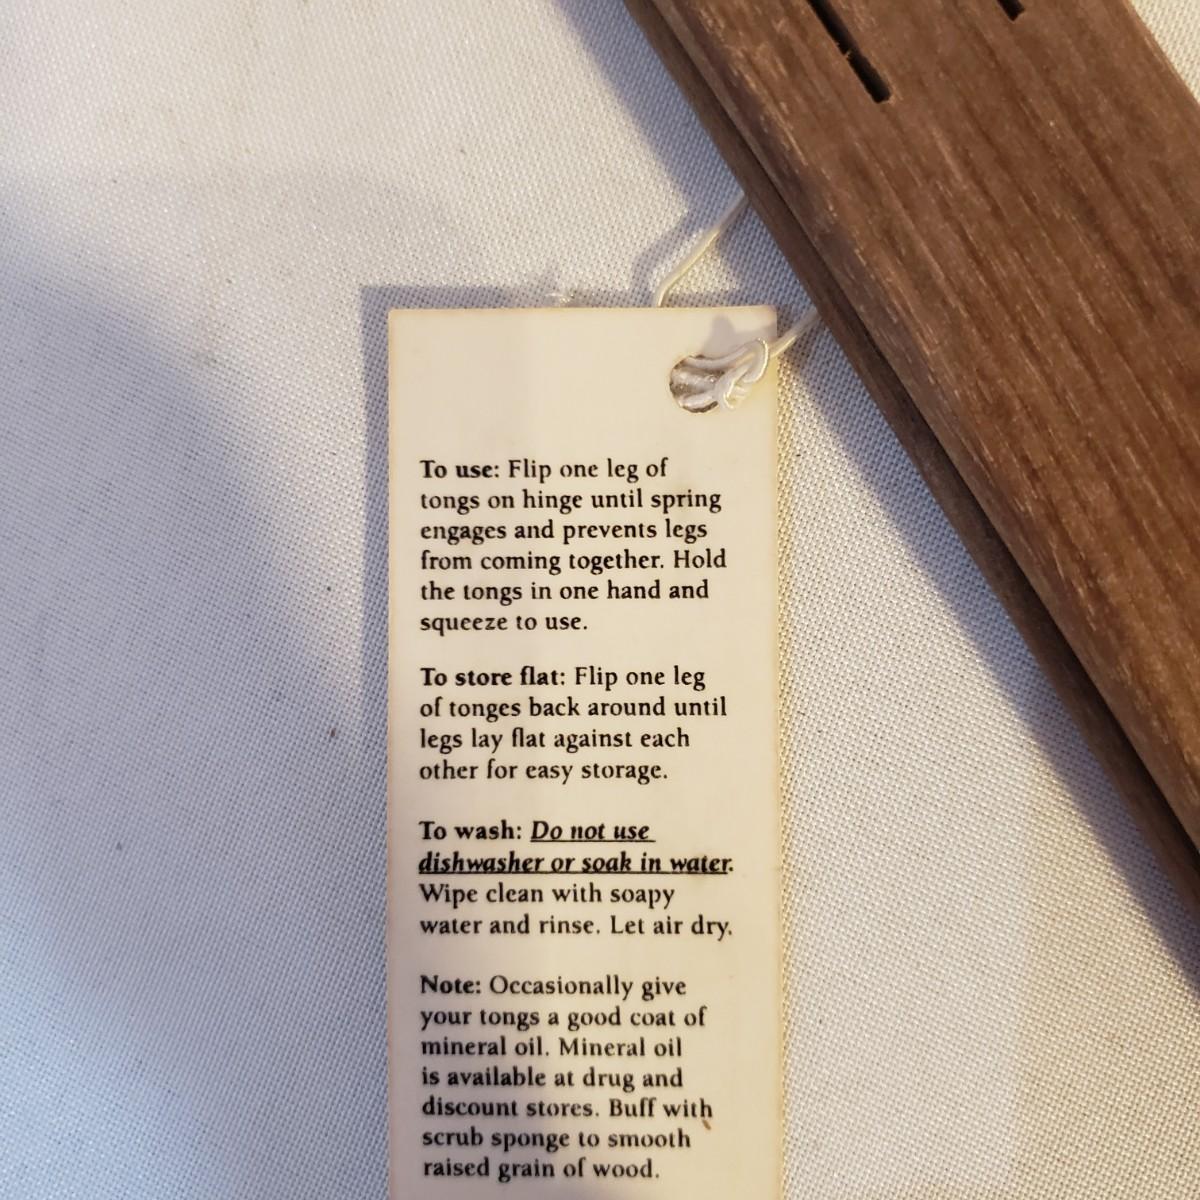 To use: Flip one leg of
tongs on hinge until spring
engages and prevents legs
from coming together. Hold
the tongs in one hand and
squeeze to use.
To store flat: Flip one leg
of tonges back around until
legs lay flat against each
other for easy storage.
To wash: Do not use
dishwasher or soak in water.
Wipe clean with soapy
water and rinse. Let air dry.
Note: Occasionally give
your tongs a good coat of
mineral oil. Mineral oil
is available at drug and
discount stores. Buff with
scrub sponge to smooth
raised grain of wood.